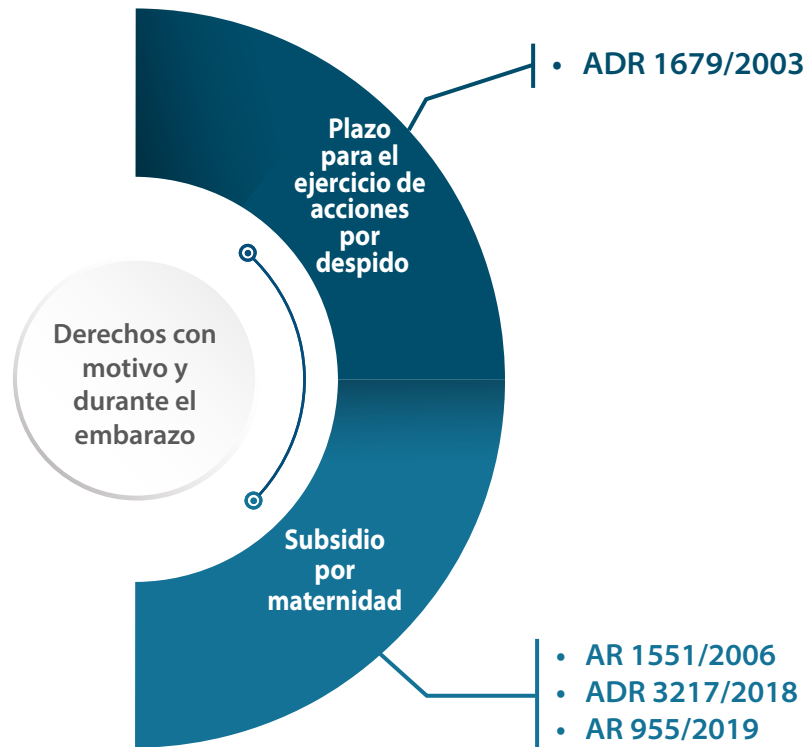 • ADR 1679/2003
Plazo
para el
ejercicio de
acciones
por
despido
Derechos con
motivo y
durante el
embarazo
Subsidio
por
maternidad
• AR 1551/2006
• ADR 3217/2018
• AR 955/2019